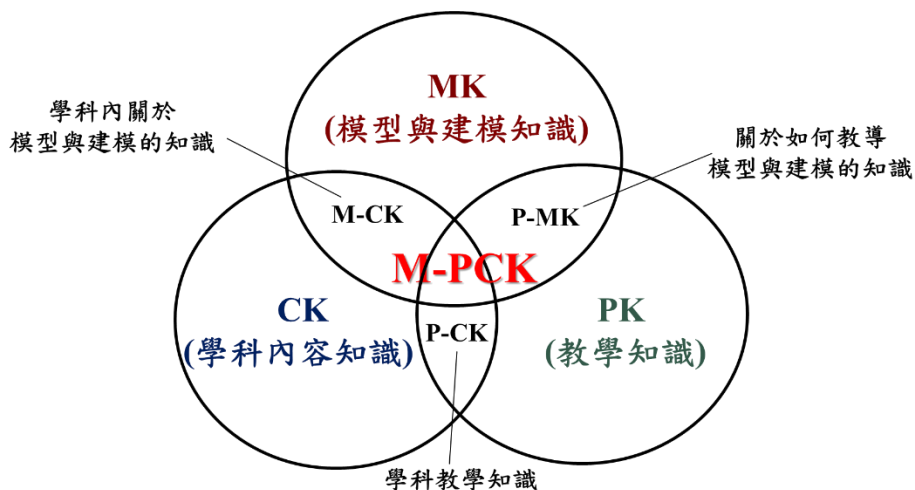 MK
(模型與建模知識)
學科內關於
模型與建模的知識
關於如何教導
模型與建模的知識
M-CK
P-MK
M-PCK
CK
(學科內容知識)
P-CK
PK
(教學知識)
學科教學知識